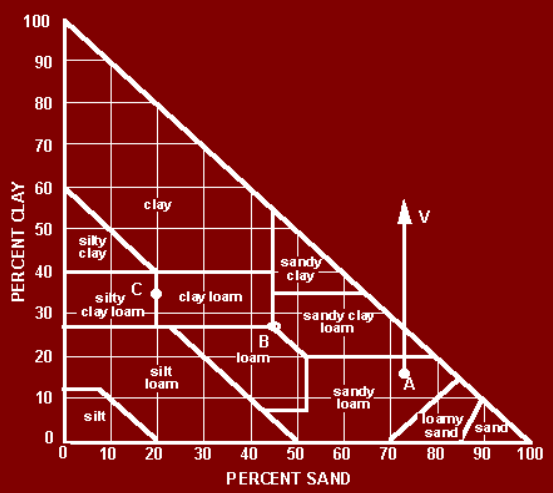 100
90
80
70
60
50
40
30
20
10
0
PERCENT CLAY
clay
silty
clay
sandy
clay
V
C
silty
clay loam
clay loam
sandy clay
loam
B
loam
silt
loam
A
sandy
loam
silt
loamy
sand
sand
0 10 20 30 40 50 60 70 80 90 100
PERCENT SAND